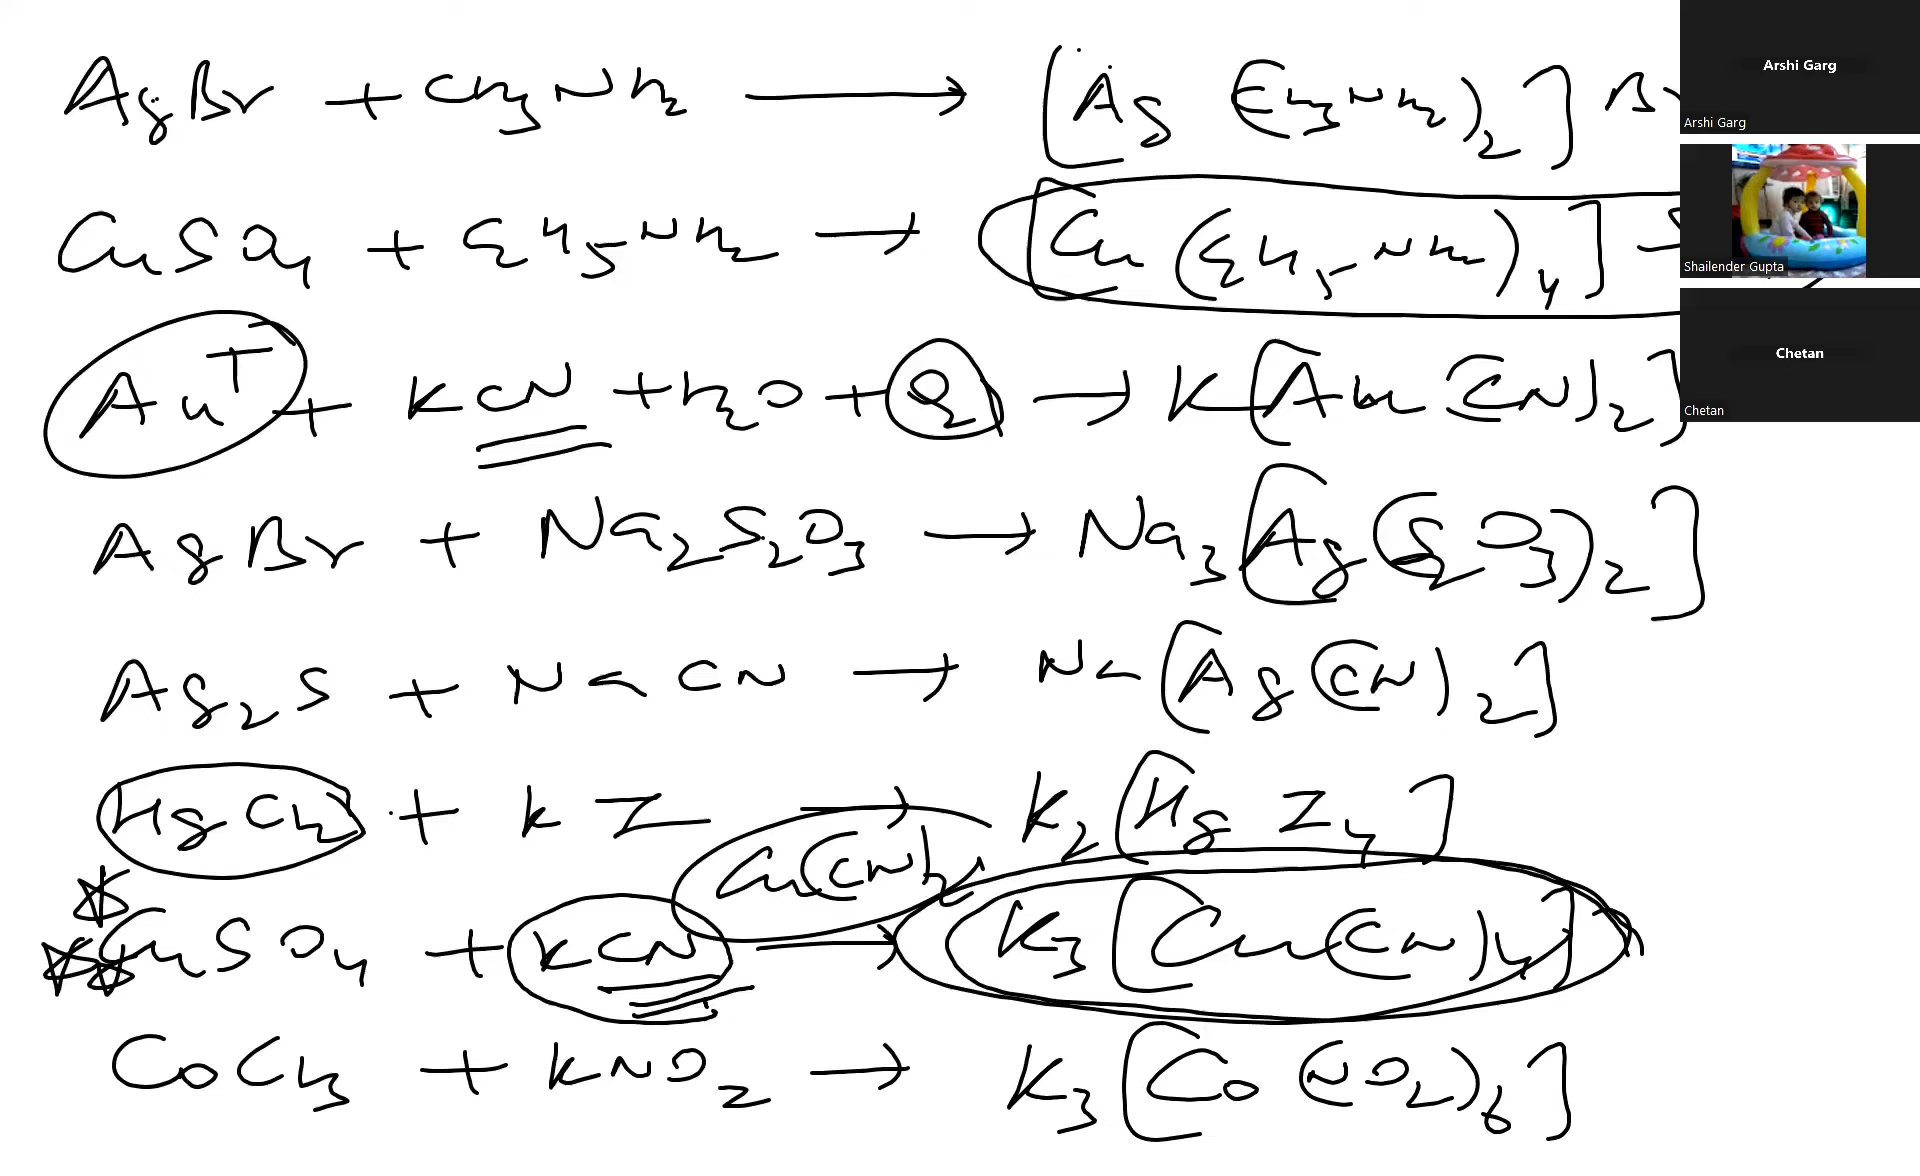 AgBr + CH3NH2 ⟶ [Ag(CH3NH2)2]Br
CuSO4 + C2H5NH2 → [Cu(C2H5NH2)4]
Au + KCN + H2O + O2 → K[Au(CN)2]
AgBr + Na2S2O3 → Na3[Ag(S2O3)2]
Ag2S + NaCN → Na[Ag(CN)2]
HgCl2 + KI → K2[HgI4]
Cu(CN)2
CuSO4 + KCN → K3[Cu(CN)4]
CoCl3 + KNO2 → K3[Co(NO2)6]
Arshi Garg
Arshi Garg
Shailender Gupta
Chetan
Chetan